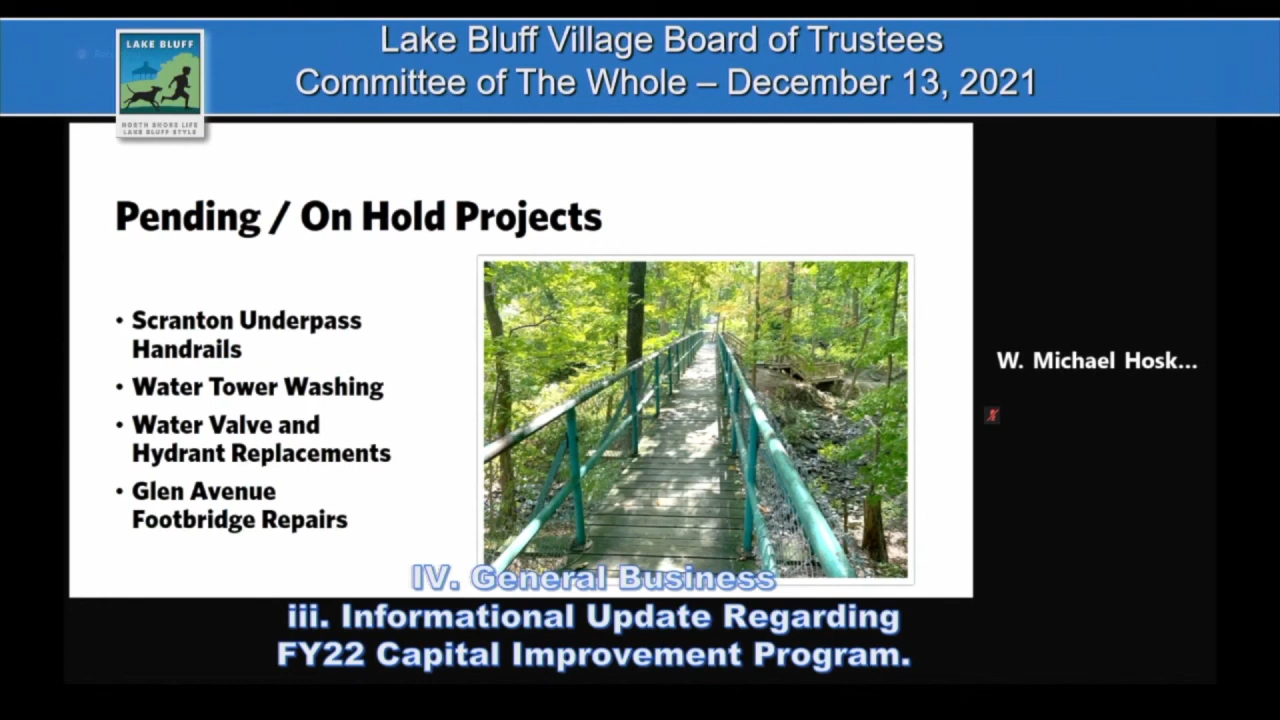 Lake Bluff Village Board of Trustees
Committee of The Whole – December 13, 2021
LAKE BLUFF
NORTH SHORE LIFE
LAKE BLUFF STYLE
Pending / On Hold Projects
• Scranton Underpass
Handrails
• Water Tower Washing
• Water Valve and
Hydrant Replacements
• Glen Avenue
Footbridge Repairs
W. Michael Hosk...
IV. General Business
iii. Informational Update Regarding
FY22 Capital Improvement Program.